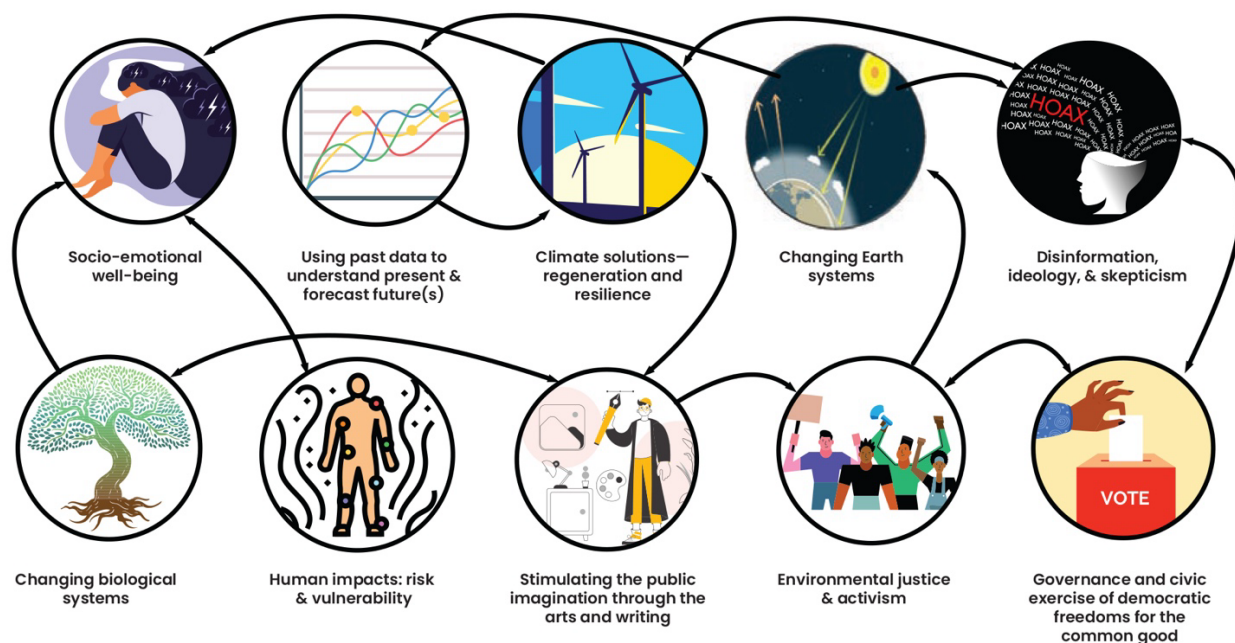 HOAX
VOTE
Socio-emotional
well-being
Using past data to
understand present &
forecast future(s)
Climate solutions—
regeneration and
resilience
Changing Earth
systems
Disinformation,
ideology, & skepticism
Changing biological
systems
Human impacts: risk
& vulnerability
Stimulating the public
imagination through the
arts and writing
Environmental justice
& activism
Governance and civic
exercise of democratic
freedoms for the
common good